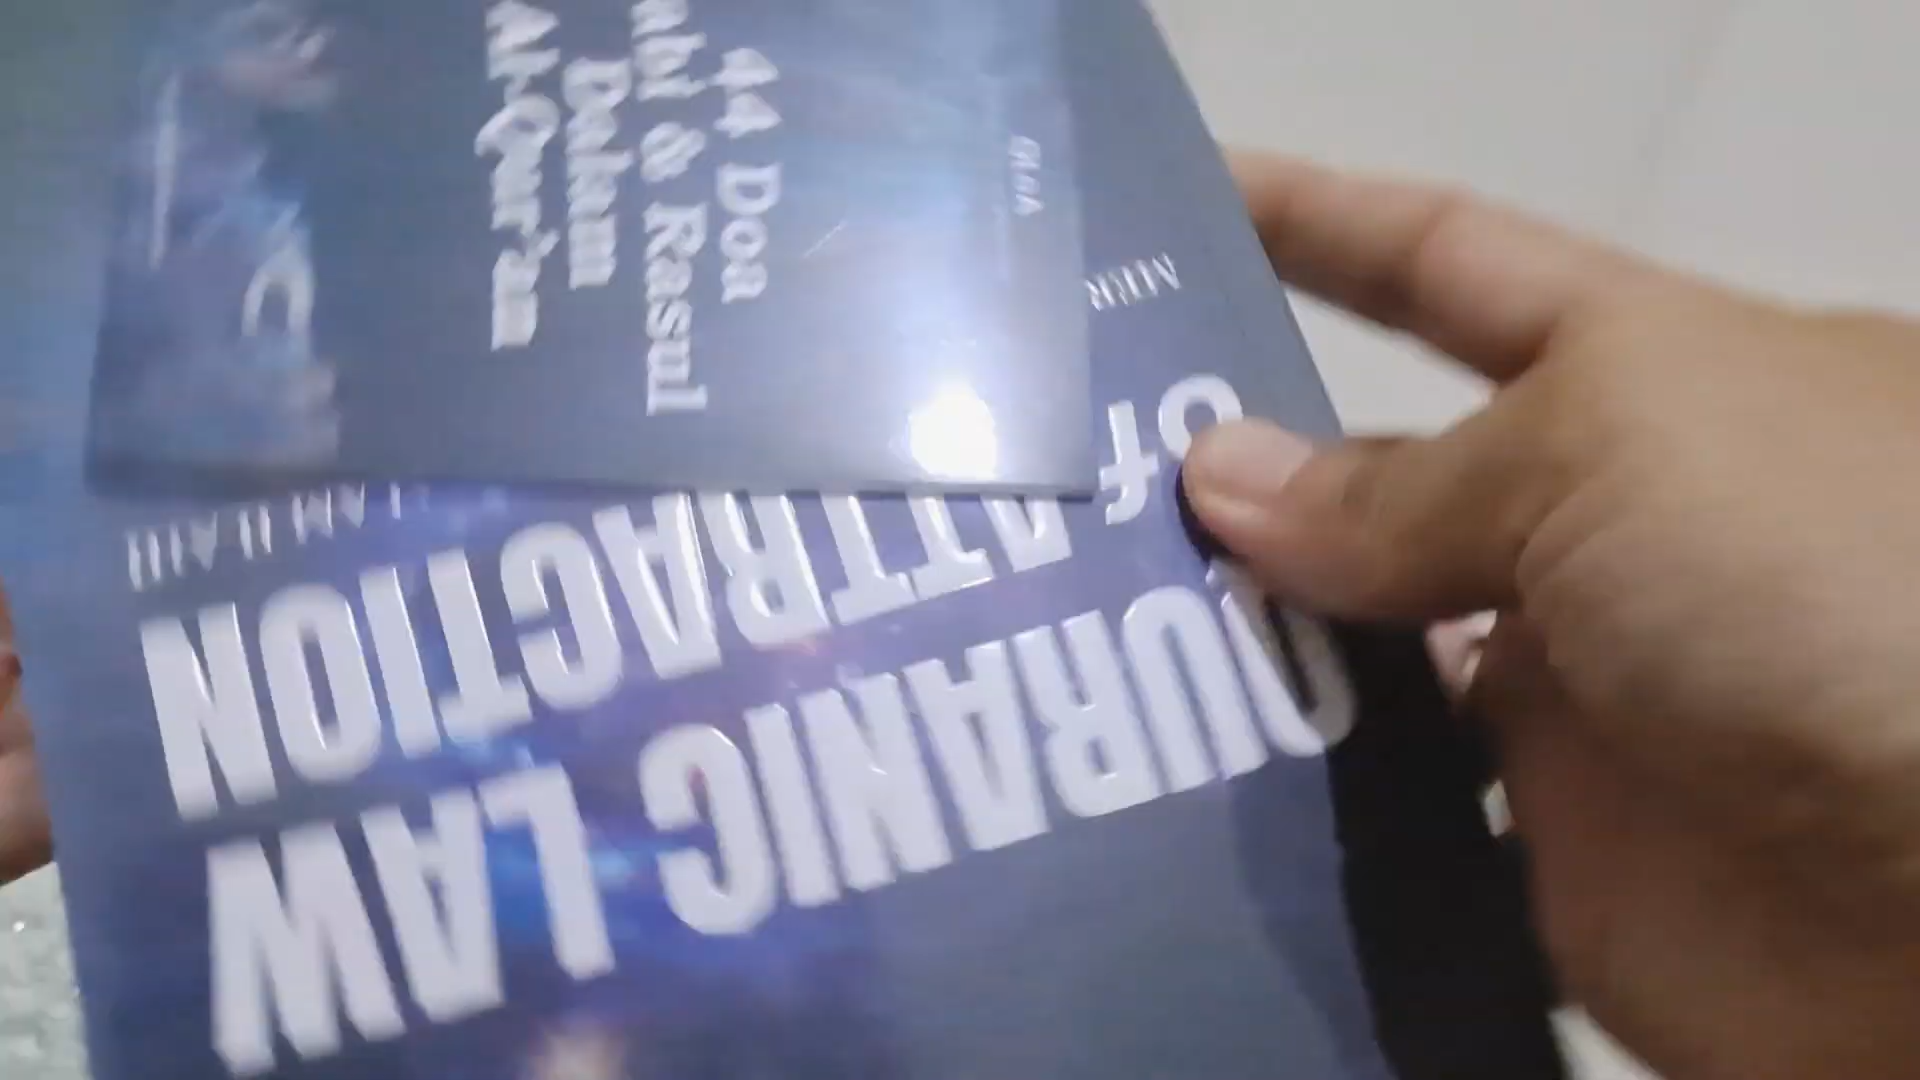 44 Doa
Nabi & Rasul
Dalam
Al-Qur'an
QURANIC LAW
of ATTRACTION